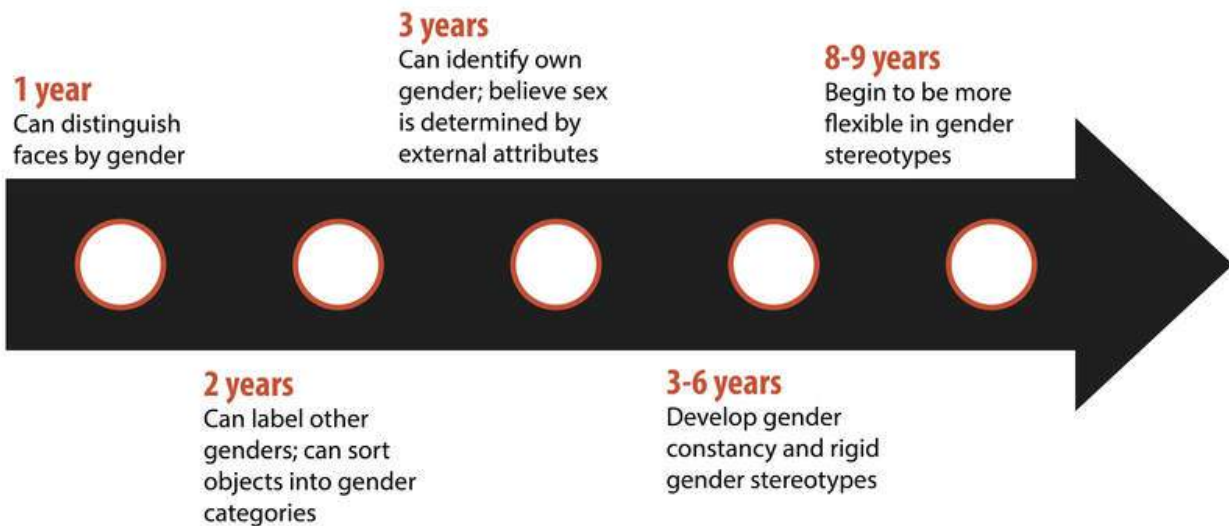 1 year
Can distinguish
faces by gender
2 years
Can label other
genders; can sort
objects into gender
categories
3 years
Can identify own
gender; believe sex
is determined by
external attributes
3-6 years
Develop gender
constancy and rigid
gender stereotypes
8-9 years
Begin to be more
flexible in gender
stereotypes